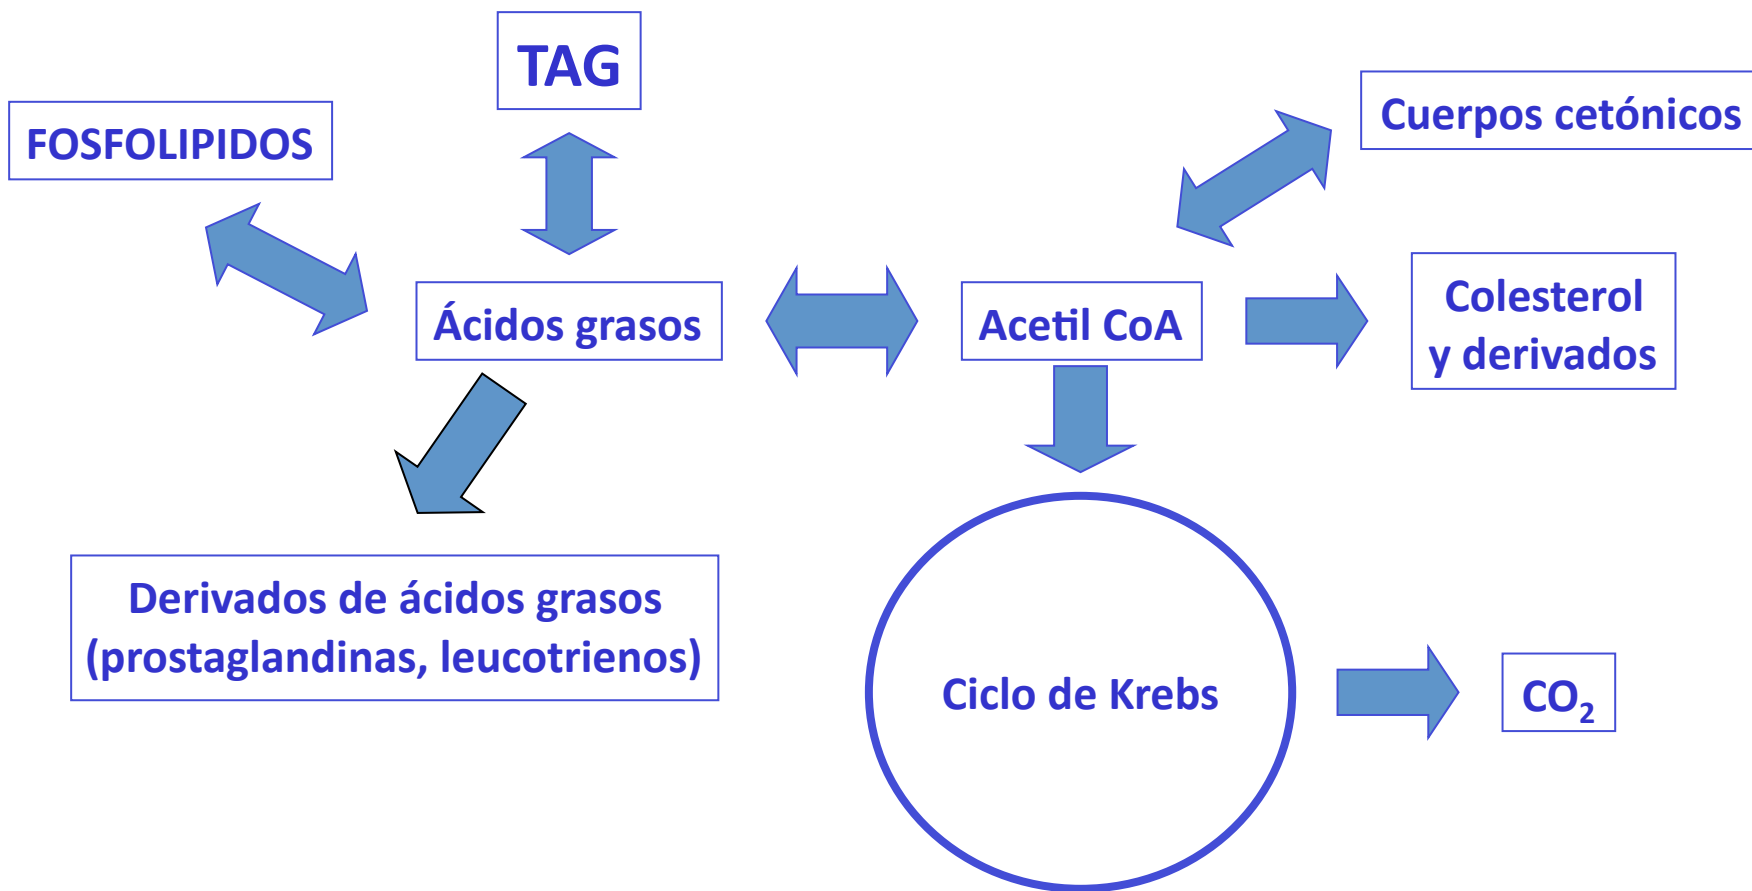 TAG
FOSFOLIPIDOS
Cuerpos cetónicos
Ácidos grasos
Acetil CoA
Colesterol
y derivados
Derivados de ácidos grasos
(prostaglandinas, leucotrienos)
Ciclo de Krebs
CO₂